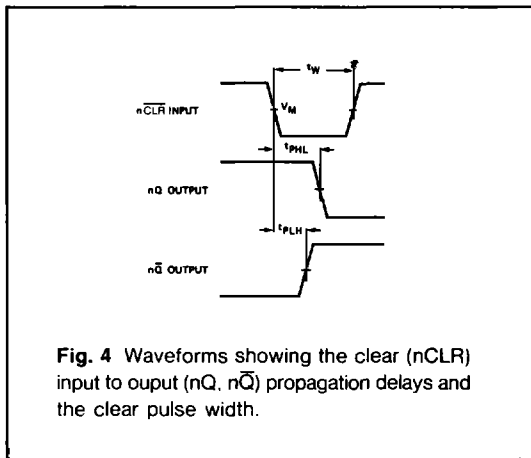 tW
nC̅L̅R̅ INPUT
VM
tPHL
nQ OUTPUT
tPLH
nQ̅ OUTPUT
Fig. 4 Waveforms showing the clear (nCLR)
input to ouput (nQ, nQ̅) propagation delays and
the clear pulse width.